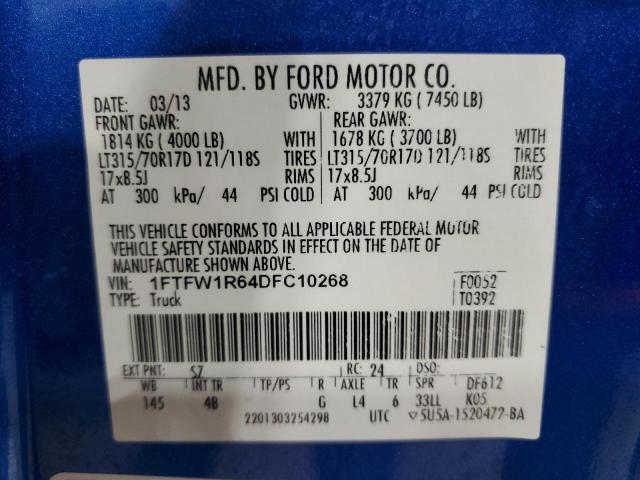 MFD. BY FORD MOTOR CO.
DATE: 03/13 GVWR: 3379 KG ( 7450 LB)
FRONT GAWR: REAR GAWR:
1814 KG ( 4000 LB) WITH 1678 KG ( 3700 LB) WITH
LT315/70R17D 121/118S TIRES LT315/70R17D 121/118S TIRES
17x8.5J RIMS 17x8.5J RIMS
AT 300 kPa/ 44 PSI COLD AT 300 kPa/ 44 PSI COLD
THIS VEHICLE CONFORMS TO ALL APPLICABLE FEDERAL MOTOR
VEHICLE SAFETY STANDARDS IN EFFECT ON THE DATE OF
MANUFACTURE SHOWN ABOVE.
VIN: 1FTFW1R64DFC10268 F0052
TYPE: Truck T0392
EXT PNT: SZ RC: 24 DSO:
WB INT TR TP/PS R AXLE TR SPR DF612
145 4B G L4 6 33LL K05
2201303254298 UTC ▽5U5A-1520472-BA